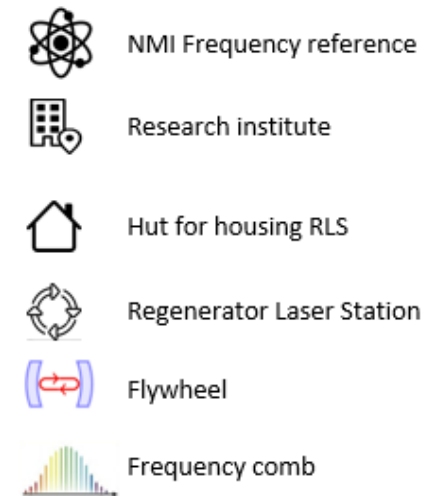 NMI Frequency reference
Research institute
Hut for housing RLS
Regenerator Laser Station
Flywheel
Frequency comb